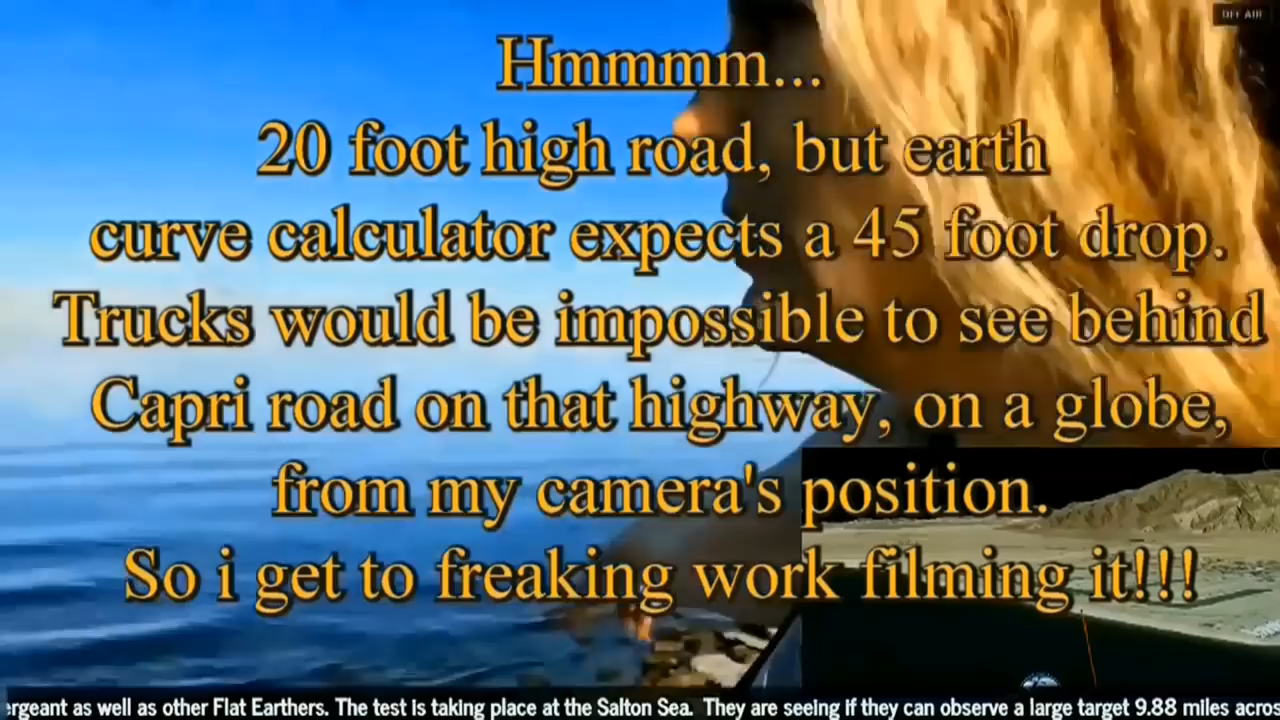 OFF AIR
Hmmmm...
20 foot high road, but earth
curve calculator expects a 45 foot drop.
Trucks would be impossible to see behind
Capri road on that highway, on a globe,
from my camera's position.
So i get to freaking work filming it!!!
ergeant as well as other Flat Earthers. The test is taking place at the Salton Sea. They are seeing if they can observe a large target 9.88 miles acros